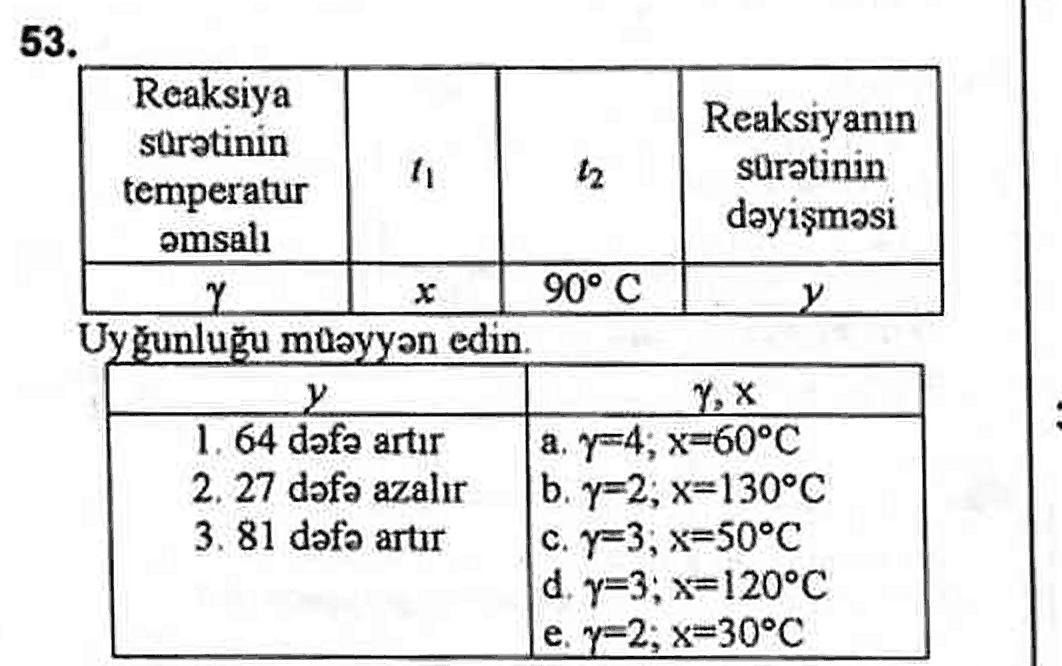 53.
Reaksiya sürətinin temperatur əmsalı | t₁ | t₂ | Reaksiyanın sürətinin dəyişməsi
γ | x | 90° C | y
Uyğunluğu müəyyən edin.
y | γ, x
1. 64 dəfə artır | a. γ=4; x=60°C
2. 27 dəfə azalır | b. γ=2; x=130°C
3. 81 dəfə artır | c. γ=3; x=50°C
d. γ=3; x=120°C
e. γ=2; x=30°C